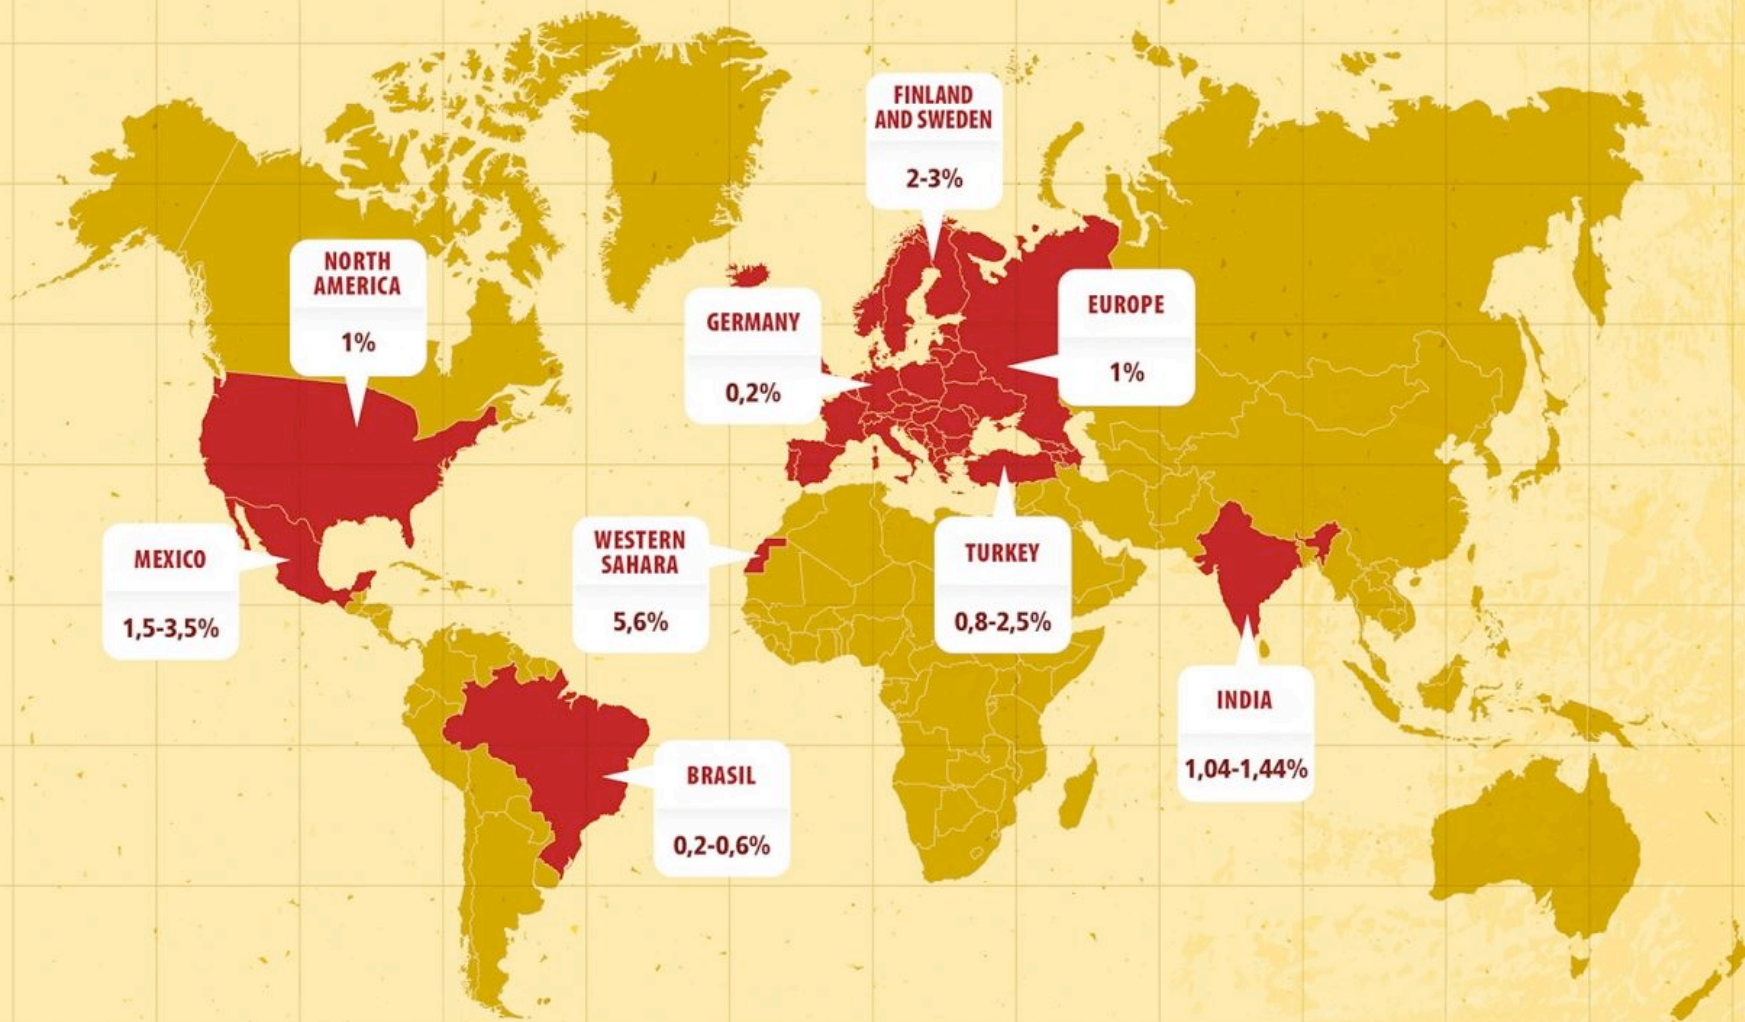 FINLAND
AND SWEDEN
2-3%
NORTH
AMERICA
1%
GERMANY
0,2%
EUROPE
1%
MEXICO
1,5-3,5%
WESTERN
SAHARA
5,6%
TURKEY
0,8-2,5%
INDIA
1,04-1,44%
BRASIL
0,2-0,6%